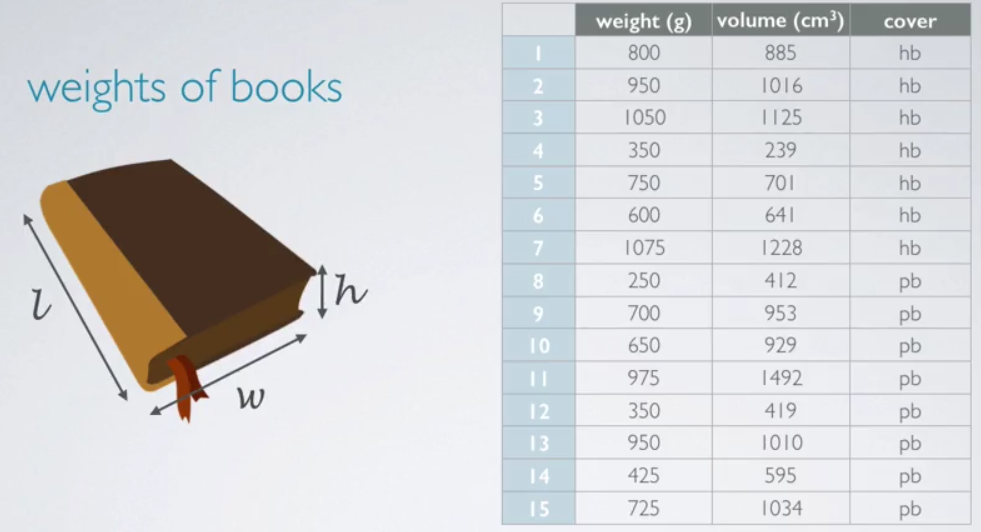 weights of books
l
h
w
weight (g) volume (cm³) cover
1 800 885 hb
2 950 1016 hb
3 1050 1125 hb
4 350 239 hb
5 750 701 hb
6 600 641 hb
7 1075 1228 hb
8 250 412 pb
9 700 953 pb
10 650 929 pb
11 975 1492 pb
12 350 419 pb
13 950 1010 pb
14 425 595 pb
15 725 1034 pb